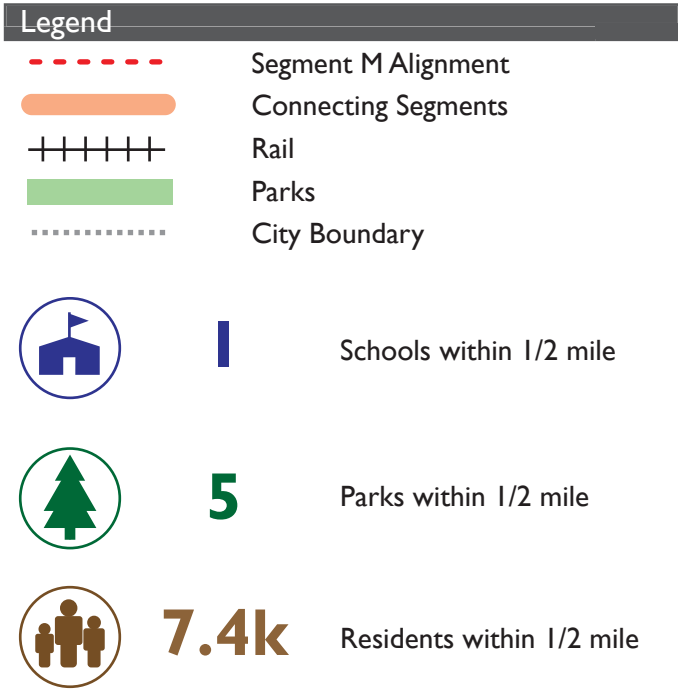 Legend
Segment M Alignment
Connecting Segments
Rail
Parks
City Boundary
1 Schools within 1/2 mile
5 Parks within 1/2 mile
7.4k Residents within 1/2 mile